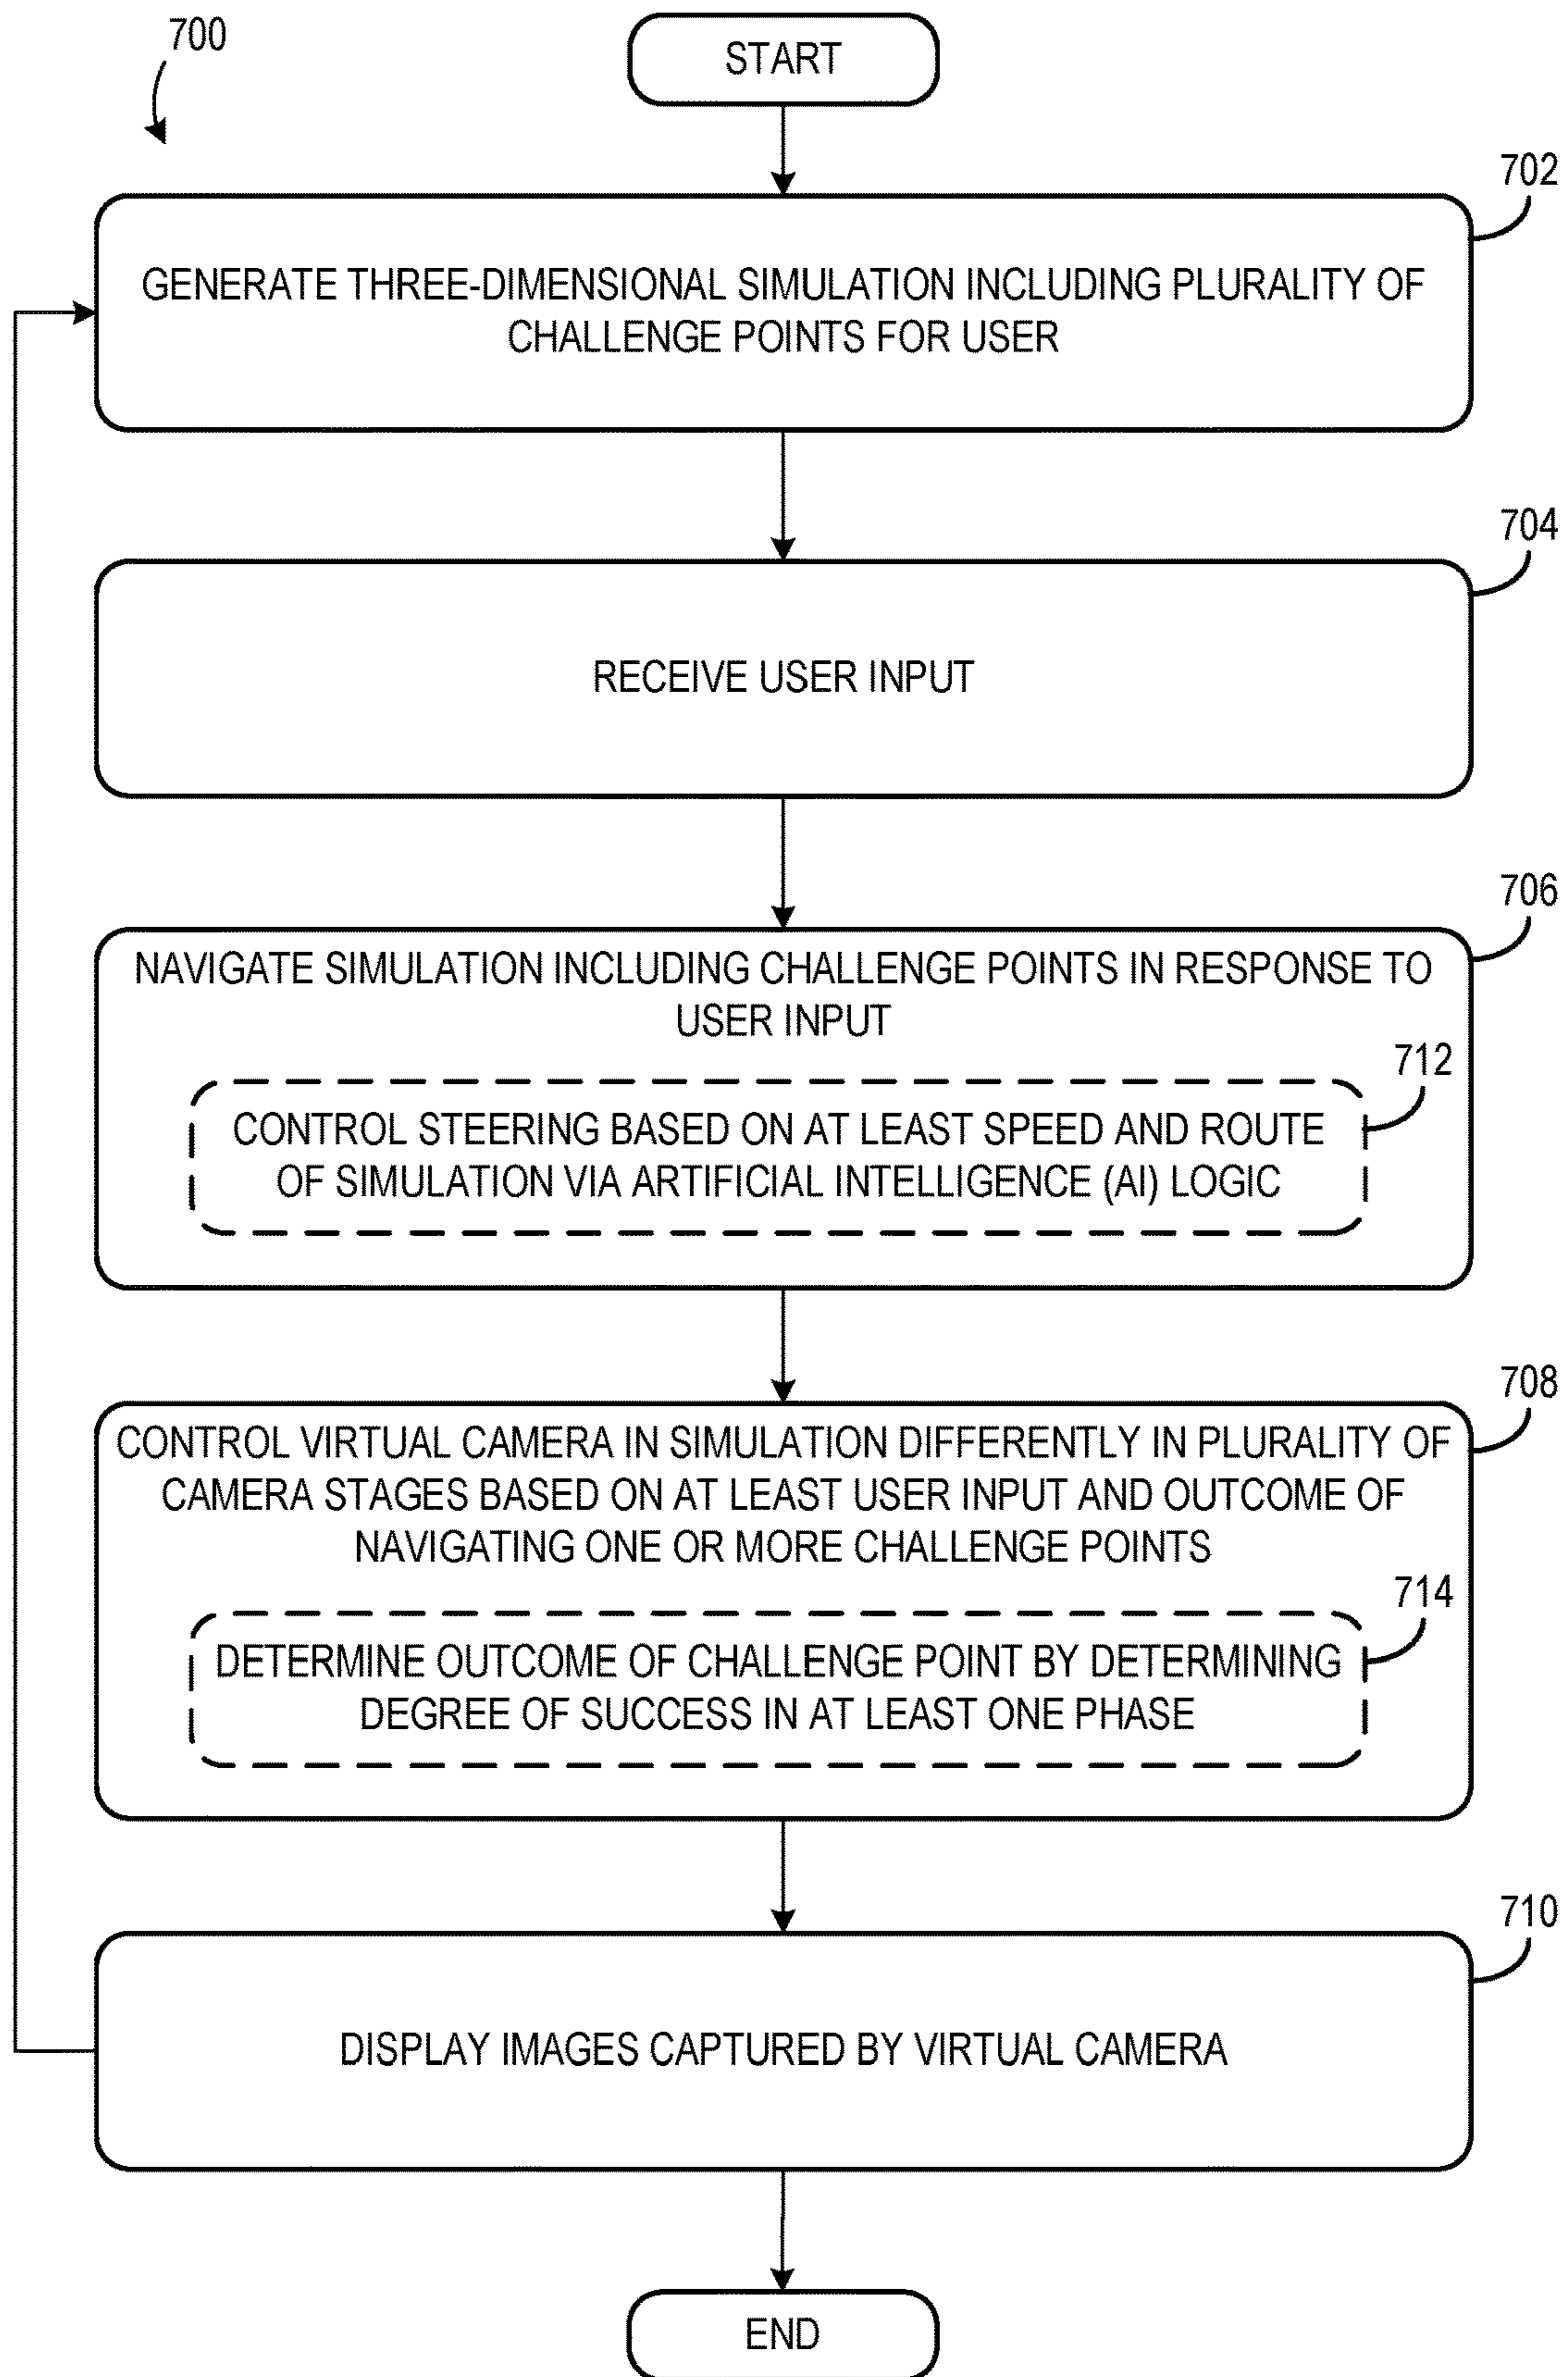 700
START
702
GENERATE THREE-DIMENSIONAL SIMULATION INCLUDING PLURALITY OF
CHALLENGE POINTS FOR USER
704
RECEIVE USER INPUT
706
NAVIGATE SIMULATION INCLUDING CHALLENGE POINTS IN RESPONSE TO
USER INPUT
712
CONTROL STEERING BASED ON AT LEAST SPEED AND ROUTE
OF SIMULATION VIA ARTIFICIAL INTELLIGENCE (AI) LOGIC
708
CONTROL VIRTUAL CAMERA IN SIMULATION DIFFERENTLY IN PLURALITY OF
CAMERA STAGES BASED ON AT LEAST USER INPUT AND OUTCOME OF
NAVIGATING ONE OR MORE CHALLENGE POINTS
714
DETERMINE OUTCOME OF CHALLENGE POINT BY DETERMINING
DEGREE OF SUCCESS IN AT LEAST ONE PHASE
710
DISPLAY IMAGES CAPTURED BY VIRTUAL CAMERA
END